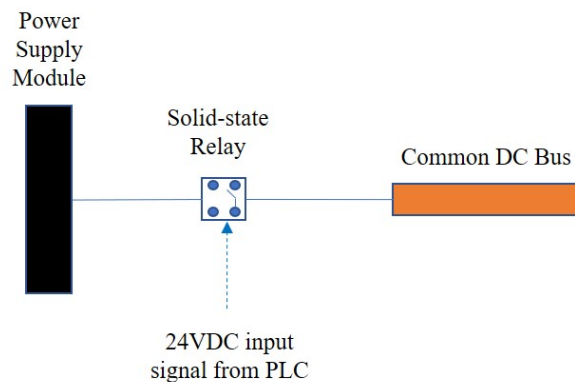 Power
Supply
Module
Solid-state
Relay
Common DC Bus
24VDC input
signal from PLC